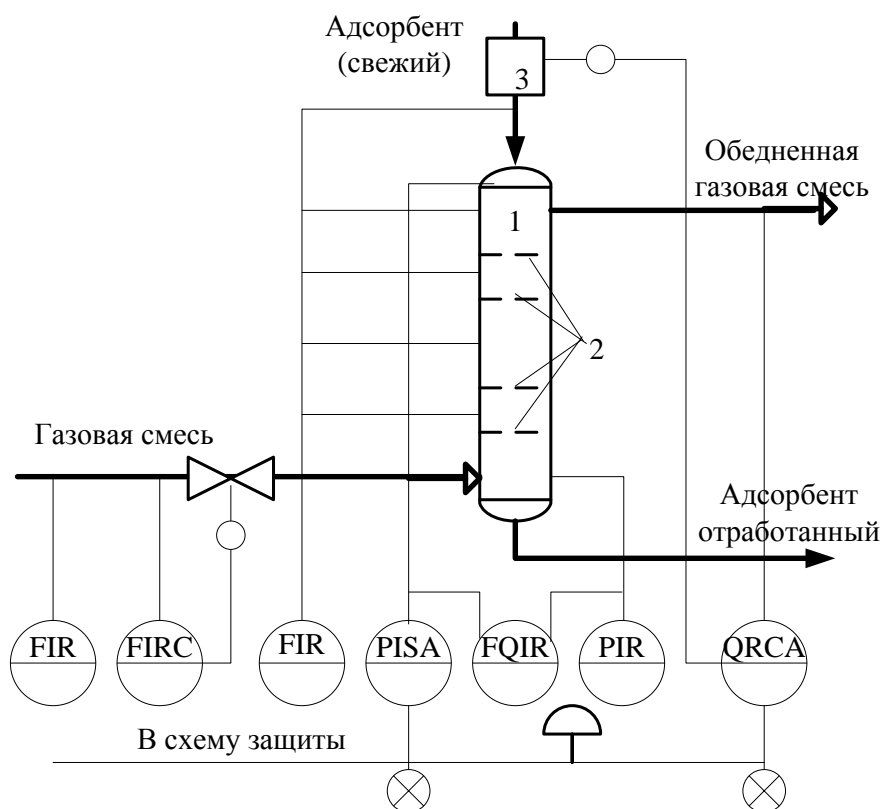 Адсорбент
(свежий)
3
Обедненная
газовая смесь
1
2
Газовая смесь
Адсорбент
отработанный
FIR
FIRC
FIR
PISA
FQIR
PIR
QRCA
В схему защиты